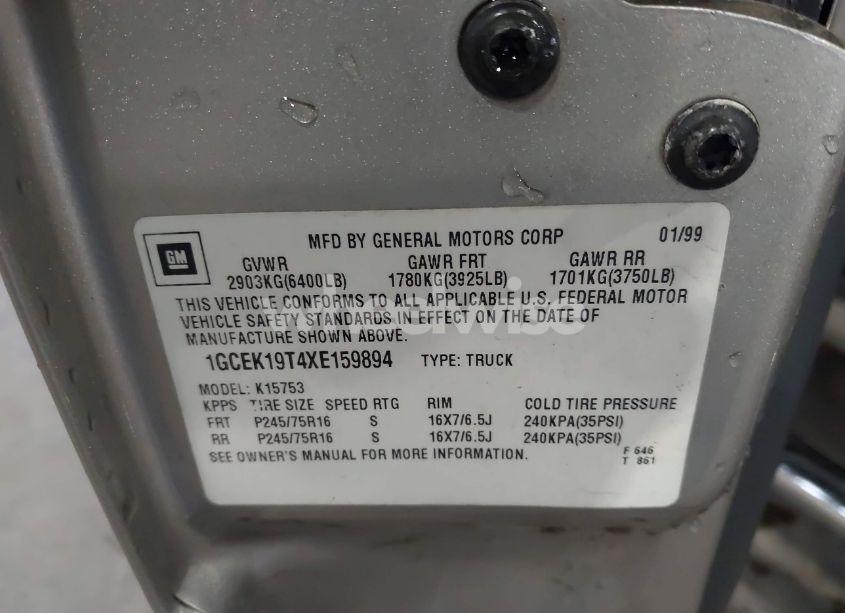 MFD BY GENERAL MOTORS CORP 01/99
GM
GVWR GAWR FRT GAWR RR
2903KG(6400LB) 1780KG(3925LB) 1701KG(3750LB)
THIS VEHICLE CONFORMS TO ALL APPLICABLE U.S. FEDERAL MOTOR
VEHICLE SAFETY STANDARDS IN EFFECT ON THE DATE OF
MANUFACTURE SHOWN ABOVE.
1GCEK19T4XE159894 TYPE: TRUCK
MODEL: K15753
KPPS TIRE SIZE SPEED RTG RIM COLD TIRE PRESSURE
FRT P245/75R16 S 16X7/6.5J 240KPA(35PSI)
RR P245/75R16 S 16X7/6.5J 240KPA(35PSI)
SEE OWNER'S MANUAL FOR MORE INFORMATION.
F 646
T 861